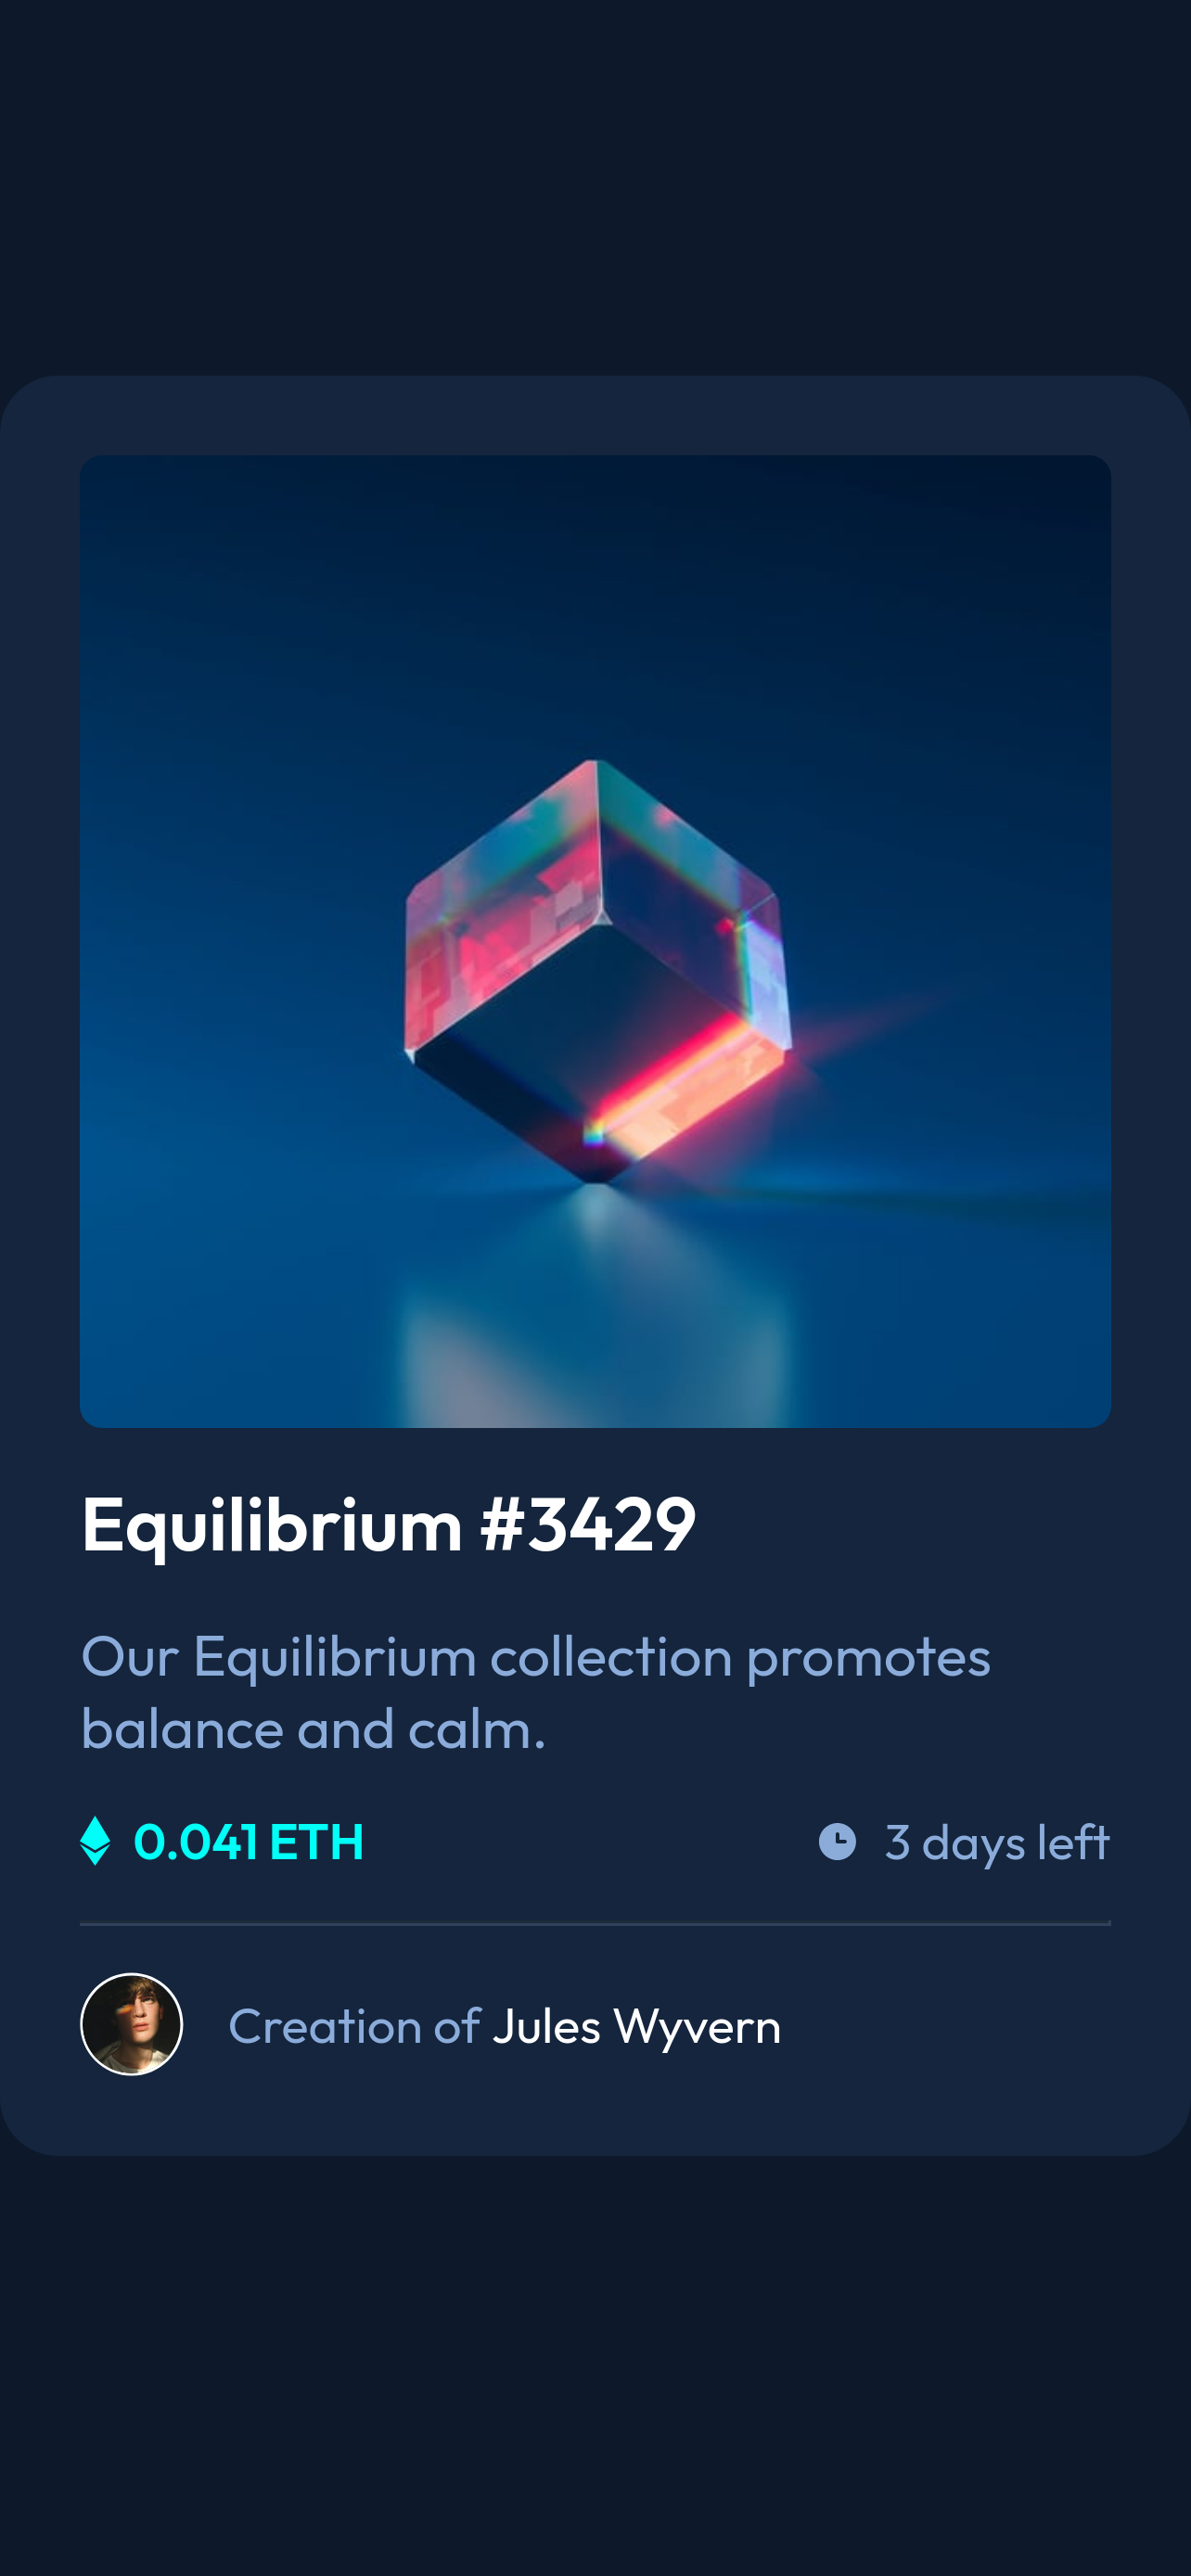 Equilibrium #3429
Our Equilibrium collection promotes
balance and calm.
0.041 ETH
3 days left
Creation of Jules Wyvern